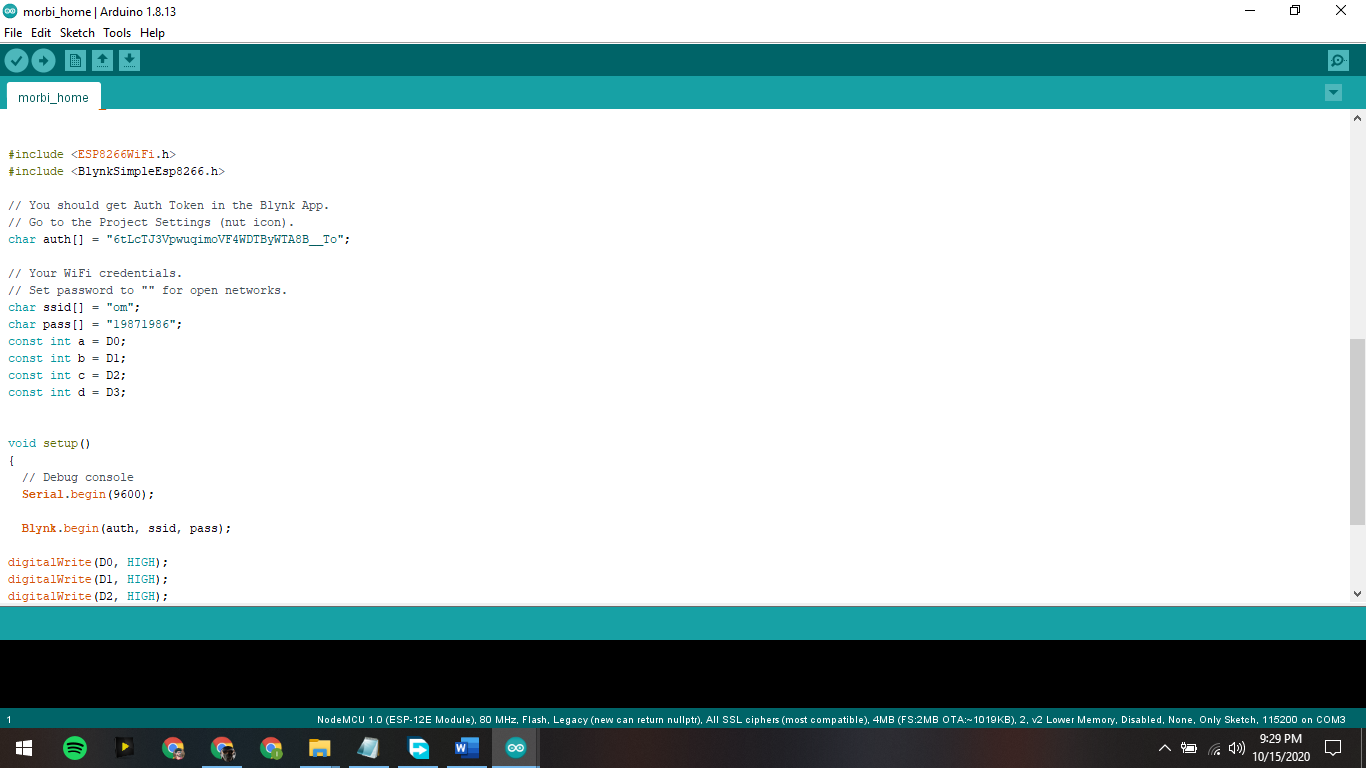 morbi_home | Arduino 1.8.13
File Edit Sketch Tools Help
morbi_home
#include <ESP8266WiFi.h>
#include <BlynkSimpleEsp8266.h>
// You should get Auth Token in the Blynk App.
// Go to the Project Settings (nut icon).
char auth[] = "6tLcTJ3VpwuqimoVF4WDTByWTA8B__To";
// Your WiFi credentials.
// Set password to "" for open networks.
char ssid[] = "om";
char pass[] = "19871986";
const int a = D0;
const int b = D1;
const int c = D2;
const int d = D3;
void setup()
{
// Debug console
Serial.begin(9600);
Blynk.begin(auth, ssid, pass);
digitalWrite(D0, HIGH);
digitalWrite(D1, HIGH);
digitalWrite(D2, HIGH);
1
NodeMCU 1.0 (ESP-12E Module), 80 MHz, Flash, Legacy (new can return nullptr), All SSL ciphers (most compatible), 4MB (FS:2MB OTA:~1019KB), 2, v2 Lower Memory, Disabled, None, Only Sketch, 115200 on COM3
9:29 PM
10/15/2020